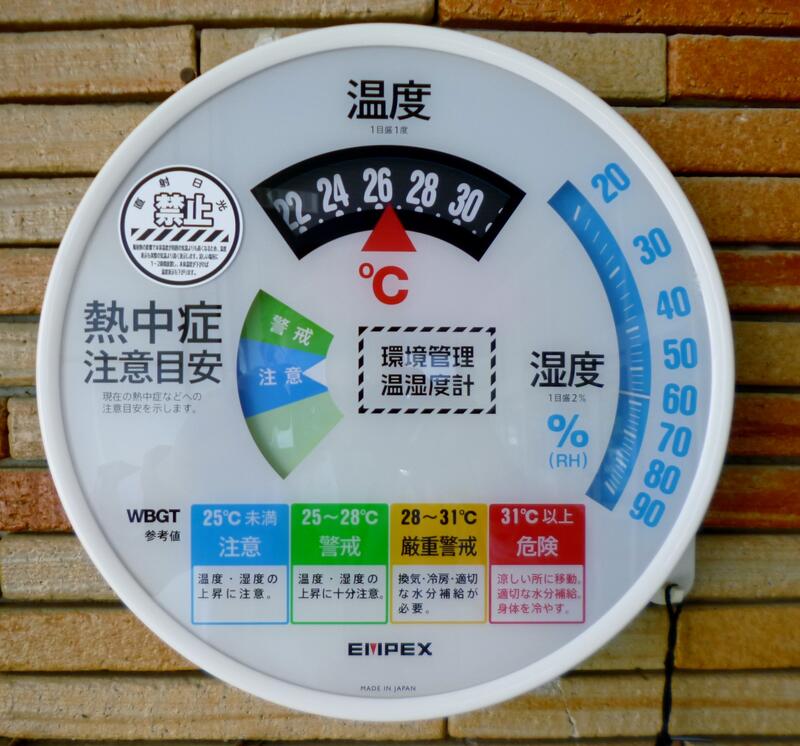 温度
1目盛1度
22 24 26 28 30
℃
直射日光
禁止
20
30
40
50
60
70
80
90
湿度
1目盛2%
%
(RH)
熱中症
注意目安
現在の熱中症などへの
注意目安を示します。
警戒
注意
環境管理
温湿度計
WBGT
参考値
25℃未満
注意
温度・湿度の
上昇に注意。
25〜28℃
警戒
温度・湿度の
上昇に十分注意。
28〜31℃
厳重警戒
換気・冷房・適切
な水分補給が
必要。
31℃以上
危険
涼しい所に移動。
適切な水分補給。
身体を冷やす。
EMPEX
MADE IN JAPAN